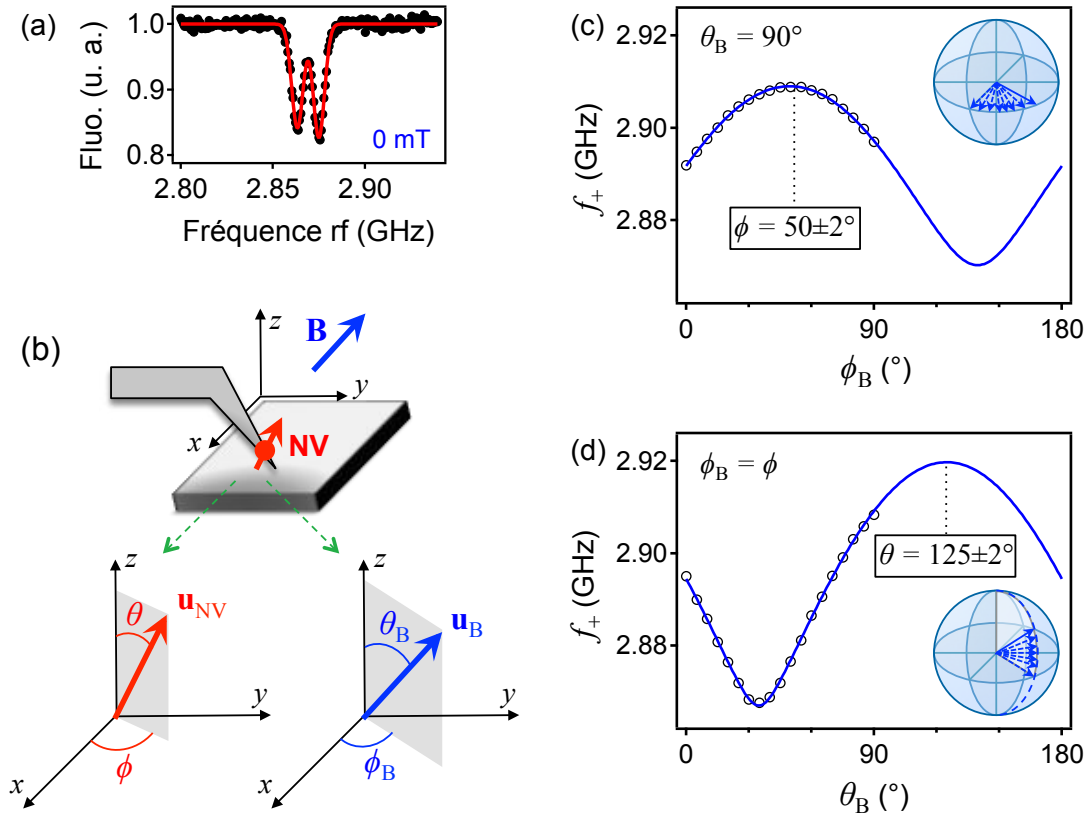 (a)
Fluo. (u. a.)
1.0
0.9
0.8
0 mT
2.80 2.85 2.90
Fréquence rf (GHz)
(b)
z
B
y
x
NV
z
θ
u_NV
y
x
ϕ
z
θ_B
u_B
y
x
ϕ_B
(c)
θ_B = 90°
f_+ (GHz)
2.92
2.90
2.88
ϕ = 50±2°
0 90 180
ϕ_B (°)
(d)
ϕ_B = ϕ
f_+ (GHz)
2.92
2.90
2.88
θ = 125±2°
0 90 180
θ_B (°)